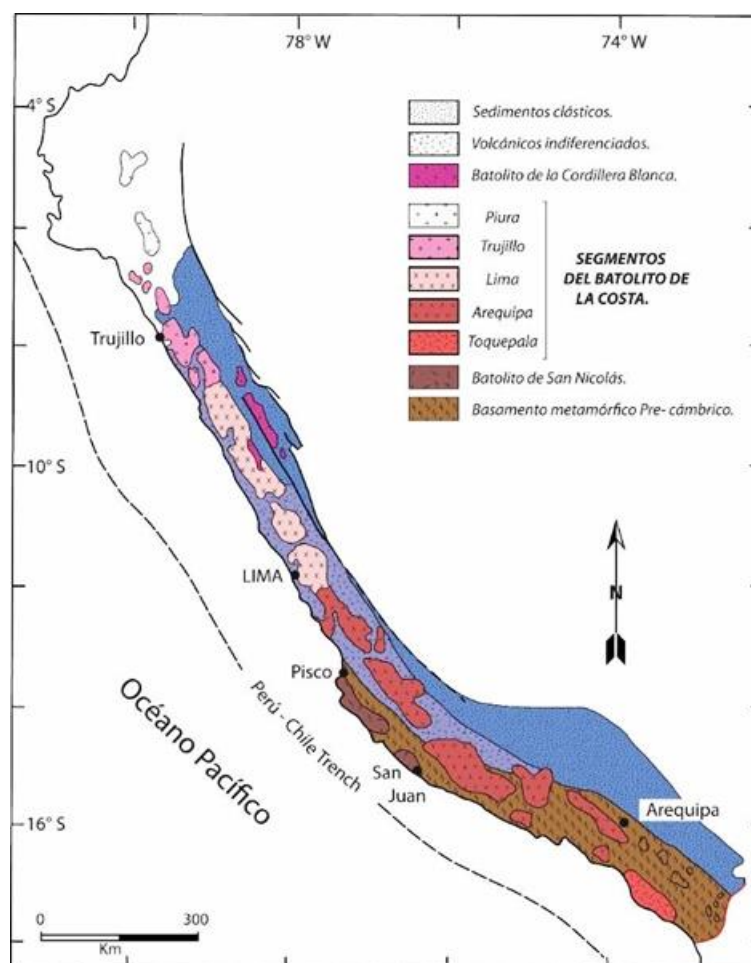 78° W
74° W
4° S
Sedimentos clásticos.
Volcánicos indiferenciados.
Batolito de la Cordillera Blanca.
Piura
Trujillo
Lima
Arequipa
Toquepala
SEGMENTOS
DEL BATOLITO DE
LA COSTA.
Batolito de San Nicolás.
Basamento metamórfico Pre- cámbrico.
Trujillo
10° S
LIMA
N
Pisco
Océano Pacífico
Perú - Chile Trench
San
Juan
Arequipa
16° S
0
300
Km